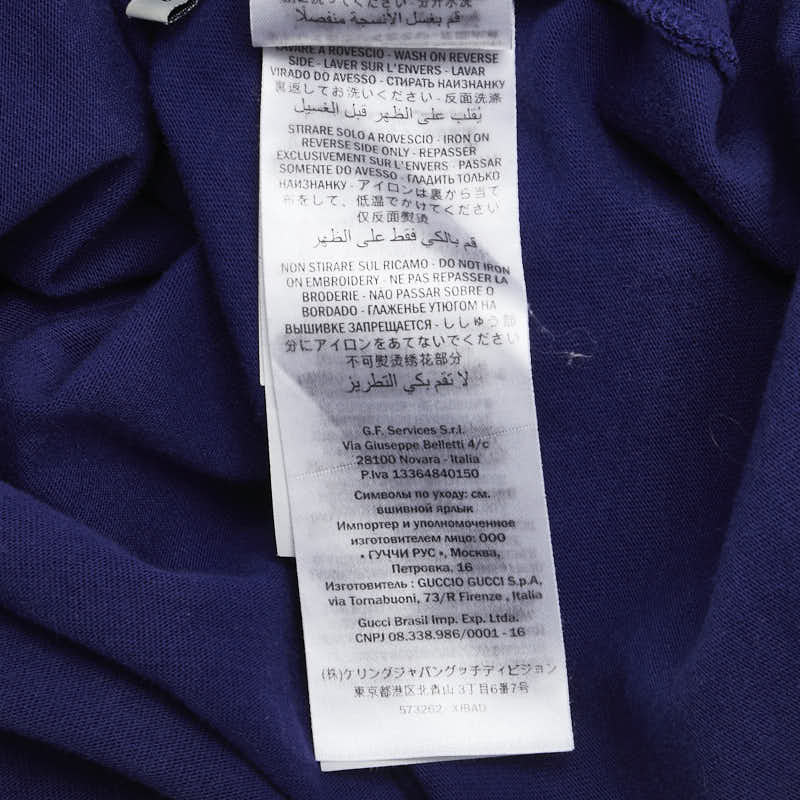 قم بغسل الأنسجة منفصلاً
LAVARE A ROVESCIO - WASH ON REVERSE
SIDE - LAVER SUR L'ENVERS - LAVAR
VIRADO DO AVESSO - СТИРАТЬ НАИЗНАНКУ
裏返してお洗いください - 反面洗涤
يُقلب على الظهر قبل الغسيل
STIRARE SOLO A ROVESCIO - IRON ON
REVERSE SIDE ONLY - REPASSER
EXCLUSIVEMENT SUR L'ENVERS - PASSAR
SOMENTE DO AVESSO - ГЛАДИТЬ ТОЛЬКО
НАИЗНАНКУ - アイロンは裏から当て
布をして、低温でかけてください
仅反面熨烫
قم بالكي فقط على الظهر
NON STIRARE SUL RICAMO - DO NOT IRON
ON EMBROIDERY - NE PAS REPASSER LA
BRODERIE - NÃO PASSAR SOBRE O
BORDADO - ГЛАЖЕНЬЕ УТЮГОМ НА
ВЫШИВКЕ ЗАПРЕЩАЕТСЯ - ししゅう部
分にアイロンをあてないでください
不可熨烫绣花部分
لا تقم بكي التطريز
G.F. Services S.r.l.
Via Giuseppe Belletti 4/c
28100 Novara - Italia
P.Iva 13364840150
Символы по уходу: см.
вшивной ярлык
Импортер и уполномоченное
изготовителем лицо: ООО
« ГУЧЧИ РУС », Москва,
Петровка, 16
Изготовитель : GUCCIO GUCCI S.p.A,
via Tornabuoni, 73/R Firenze , Italia
Gucci Brasil Imp. Exp. Ltda.
CNPJ 08.338.986/0001 - 16
(株)ケリングジャパングッチディビジョン
東京都港区北青山3丁目6番7号
573262 XJBAD